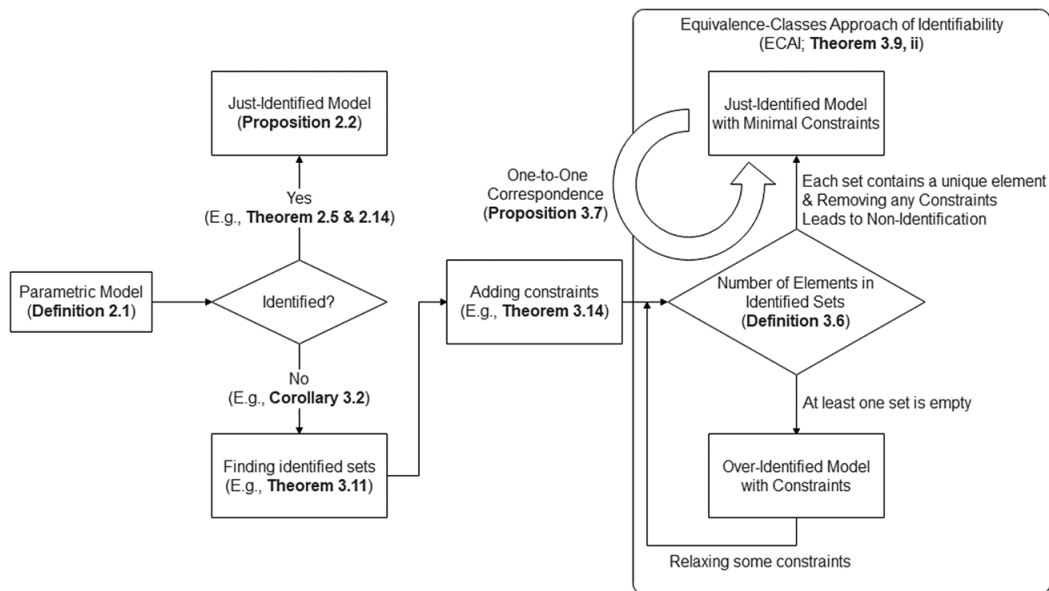 Equivalence-Classes Approach of Identifiability
(ECAI; Theorem 3.9, ii)
Just-Identified Model
(Proposition 2.2)
Just-Identified Model
with Minimal Constraints
One-to-One
Correspondence
(Proposition 3.7)
Yes
(E.g., Theorem 2.5 & 2.14)
Each set contains a unique element
& Removing any Constraints
Leads to Non-Identification
Parametric Model
(Definition 2.1)
Identified?
Adding constraints
(E.g., Theorem 3.14)
Number of Elements in
Identified Sets
(Definition 3.6)
No
(E.g., Corollary 3.2)
At least one set is empty
Finding identified sets
(E.g., Theorem 3.11)
Over-Identified Model
with Constraints
Relaxing some constraints